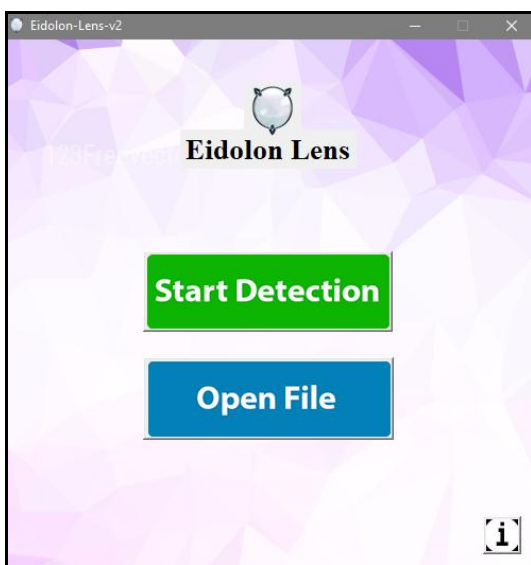 Eidolon-Lens-v2
Eidolon Lens
Start Detection
Open File
i